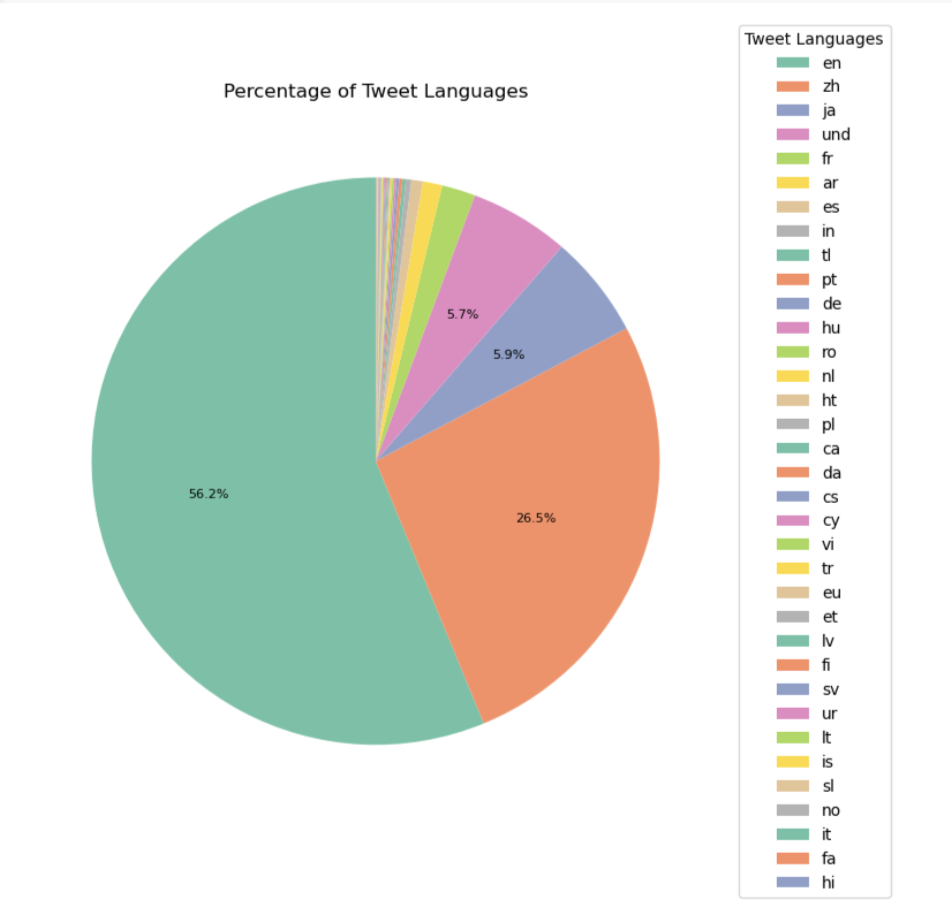 Percentage of Tweet Languages
5.7%
5.9%
56.2%
26.5%
Tweet Languages
en
zh
ja
und
fr
ar
es
in
tl
pt
de
hu
ro
nl
ht
pl
ca
da
cs
cy
vi
tr
eu
et
lv
fi
sv
ur
lt
is
sl
no
it
fa
hi